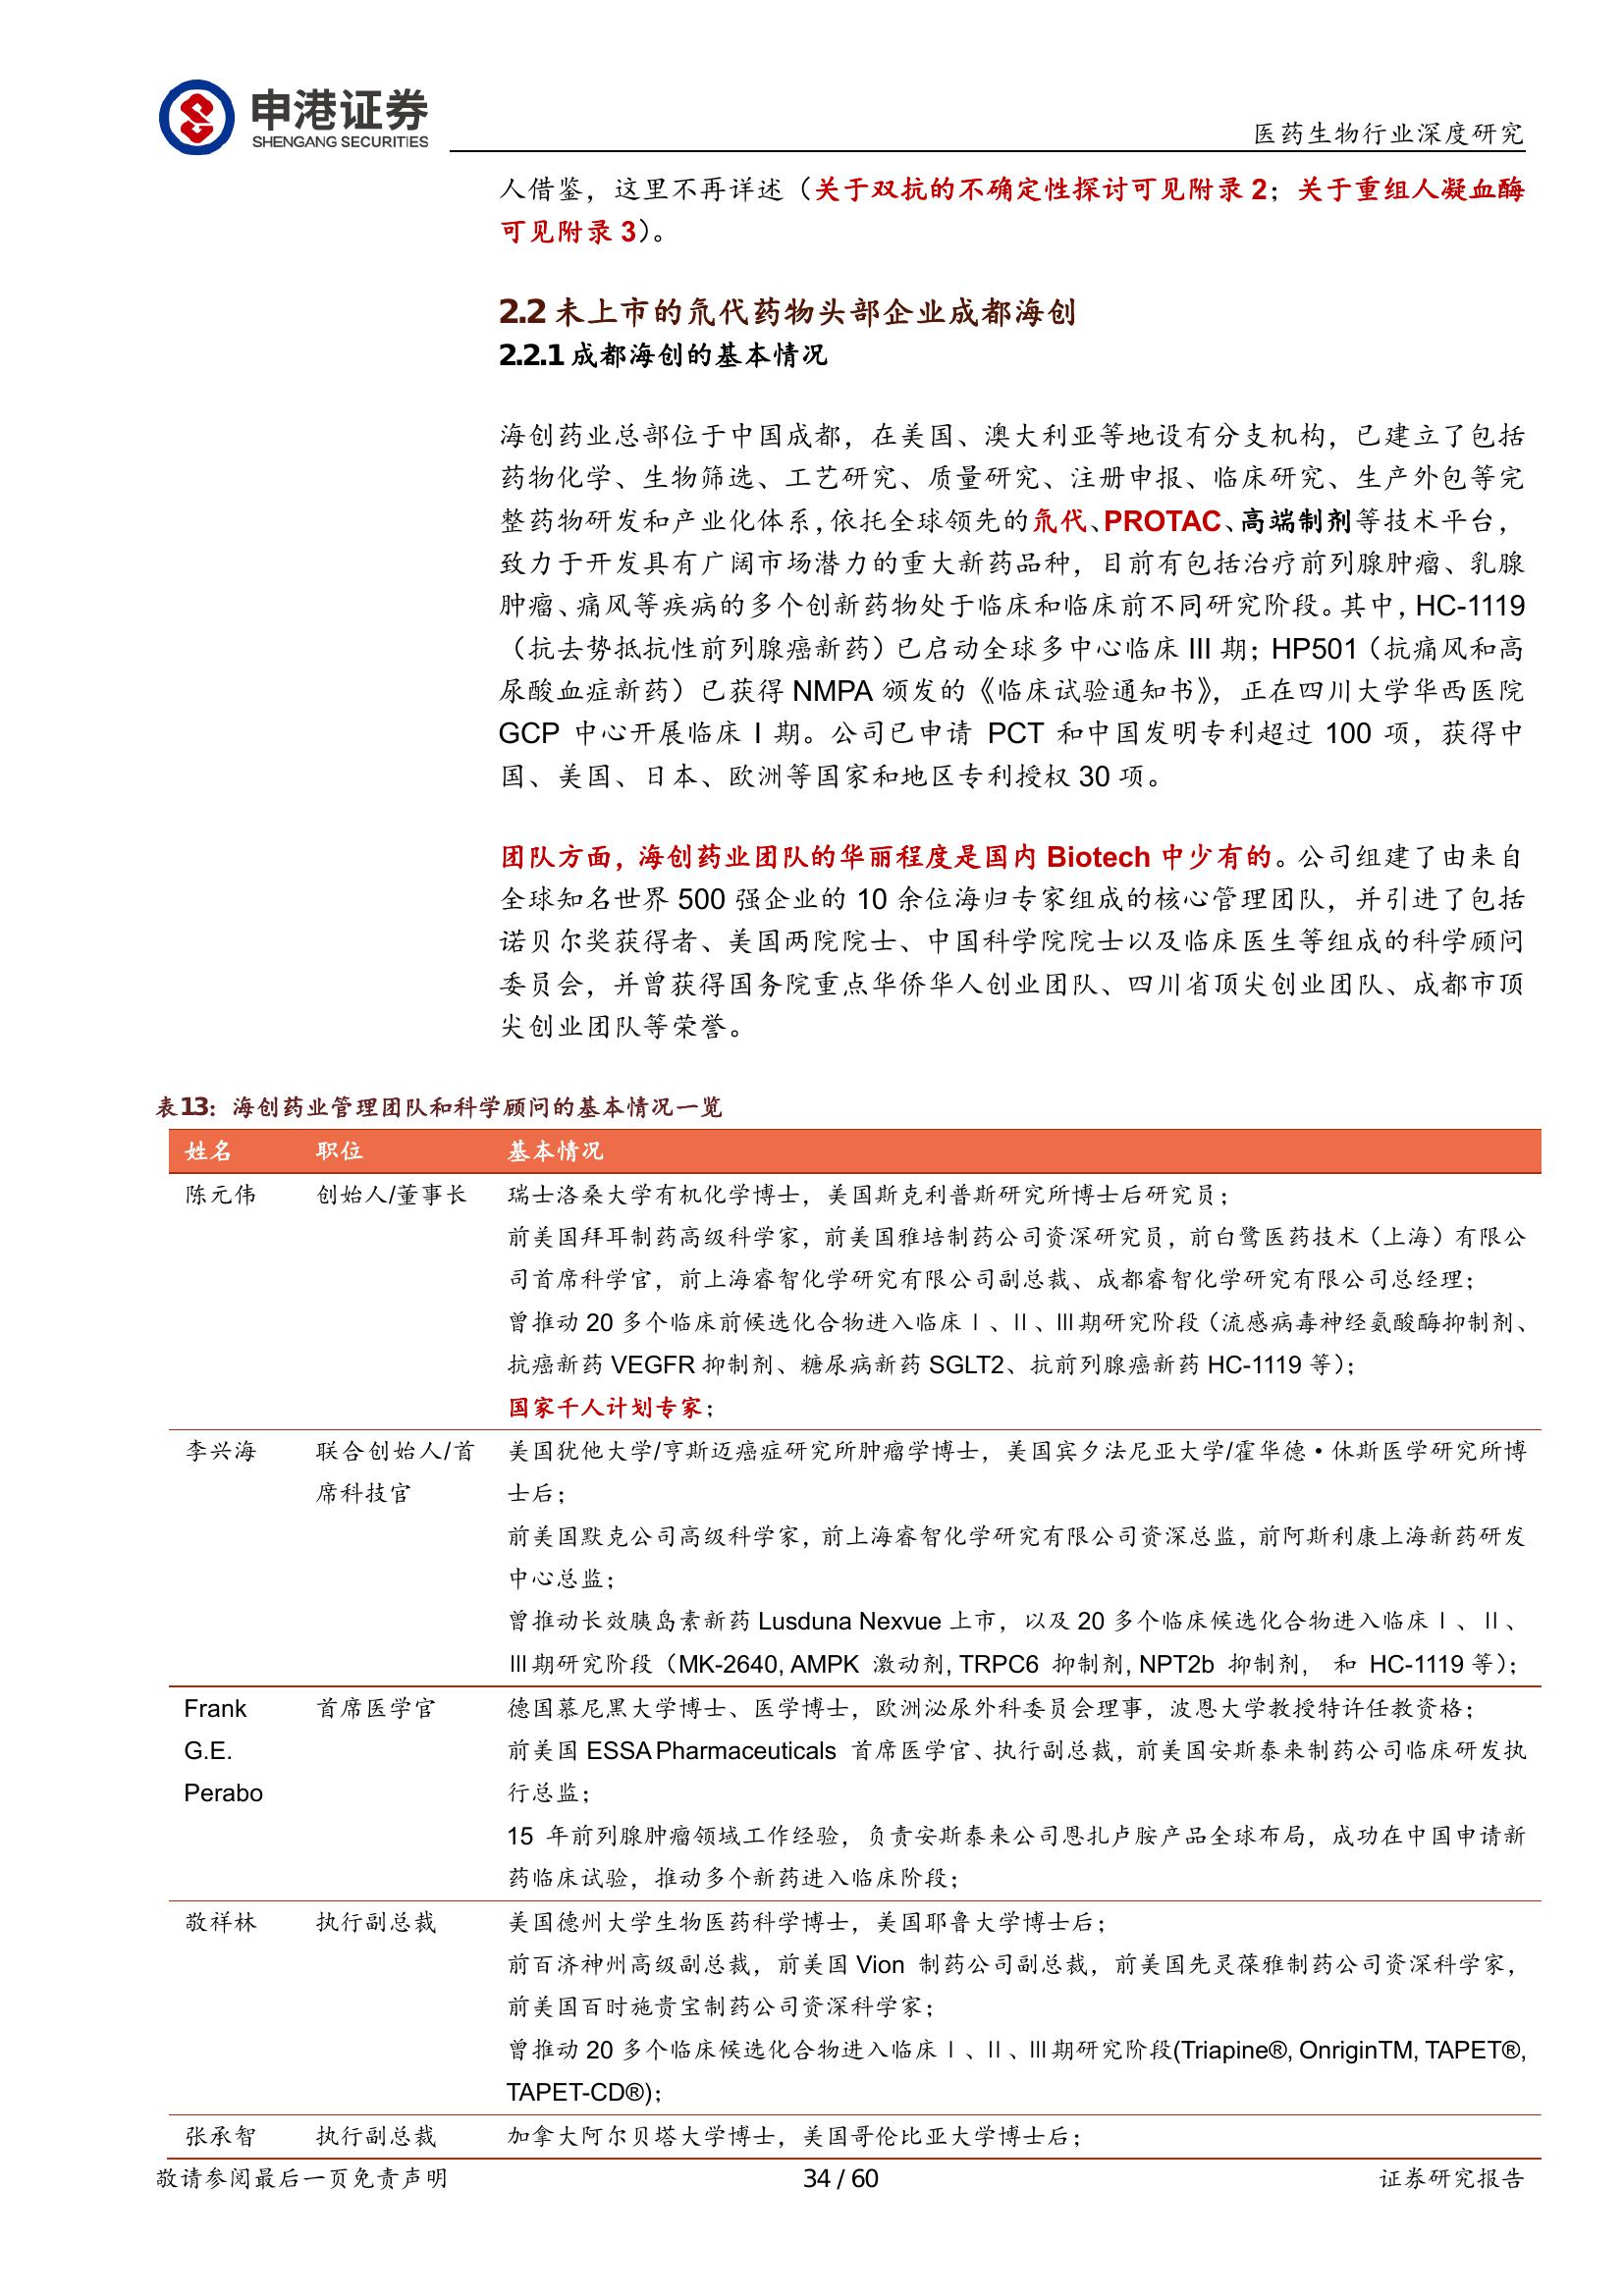 申港证券
SHENGANG SECURITIES
医药生物行业深度研究
人借鉴，这里不再详述（关于双抗的不确定性探讨可见附录 2；关于重组人凝血酶
可见附录 3）。
2.2 未上市的氘代药物头部企业成都海创
2.2.1 成都海创的基本情况
海创药业总部位于中国成都，在美国、澳大利亚等地设有分支机构，已建立了包括
药物化学、生物筛选、工艺研究、质量研究、注册申报、临床研究、生产外包等完
整药物研发和产业化体系，依托全球领先的氘代、PROTAC、高端制剂等技术平台，
致力于开发具有广阔市场潜力的重大新药品种，目前有包括治疗前列腺肿瘤、乳腺
肿瘤、痛风等疾病的多个创新药物处于临床和临床前不同研究阶段。其中，HC-1119
（抗去势抵抗性前列腺癌新药）已启动全球多中心临床 III 期；HP501（抗痛风和高
尿酸血症新药）已获得 NMPA 颁发的《临床试验通知书》，正在四川大学华西医院
GCP 中心开展临床 I 期。公司已申请 PCT 和中国发明专利超过 100 项，获得中
国、美国、日本、欧洲等国家和地区专利授权 30 项。
团队方面，海创药业团队的华丽程度是国内 Biotech 中少有的。公司组建了由来自
全球知名世界 500 强企业的 10 余位海归专家组成的核心管理团队，并引进了包括
诺贝尔奖获得者、美国两院院士、中国科学院院士以及临床医生等组成的科学顾问
委员会，并曾获得国务院重点华侨华人创业团队、四川省顶尖创业团队、成都市顶
尖创业团队等荣誉。
表13：海创药业管理团队和科学顾问的基本情况一览
姓名 职位 基本情况
陈元伟 创始人/董事长 瑞士洛桑大学有机化学博士，美国斯克利普斯研究所博士后研究员；
前美国拜耳制药高级科学家，前美国雅培制药公司资深研究员，前白鹭医药技术（上海）有限公
司首席科学官，前上海睿智化学研究有限公司副总裁、成都睿智化学研究有限公司总经理；
曾推动 20 多个临床前候选化合物进入临床Ⅰ、Ⅱ、Ⅲ期研究阶段（流感病毒神经氨酸酶抑制剂、
抗癌新药 VEGFR 抑制剂、糖尿病新药 SGLT2、抗前列腺癌新药 HC-1119 等）；
国家千人计划专家；
李兴海 联合创始人/首 美国犹他大学/亨斯迈癌症研究所肿瘤学博士，美国宾夕法尼亚大学/霍华德·休斯医学研究所博
席科技官 士后；
前美国默克公司高级科学家，前上海睿智化学研究有限公司资深总监，前阿斯利康上海新药研发
中心总监；
曾推动长效胰岛素新药 Lusduna Nexvue 上市，以及 20 多个临床候选化合物进入临床Ⅰ、Ⅱ、
Ⅲ期研究阶段（MK-2640, AMPK 激动剂, TRPC6 抑制剂, NPT2b 抑制剂， 和 HC-1119 等）；
Frank 首席医学官 德国慕尼黑大学博士、医学博士，欧洲泌尿外科委员会理事，波恩大学教授特许任教资格；
G.E. 前美国 ESSA Pharmaceuticals 首席医学官、执行副总裁，前美国安斯泰来制药公司临床研发执
Perabo 行总监；
15 年前列腺肿瘤领域工作经验，负责安斯泰来公司恩扎卢胺产品全球布局，成功在中国申请新
药临床试验，推动多个新药进入临床阶段；
敬祥林 执行副总裁 美国德州大学生物医药科学博士，美国耶鲁大学博士后；
前百济神州高级副总裁，前美国 Vion 制药公司副总裁，前美国先灵葆雅制药公司资深科学家，
前美国百时施贵宝制药公司资深科学家；
曾推动 20 多个临床候选化合物进入临床Ⅰ、Ⅱ、Ⅲ期研究阶段(Triapine®, OnriginTM, TAPET®,
TAPET-CD®)；
张承智 执行副总裁 加拿大阿尔贝塔大学博士，美国哥伦比亚大学博士后；
敬请参阅最后一页免责声明 34 / 60 证券研究报告